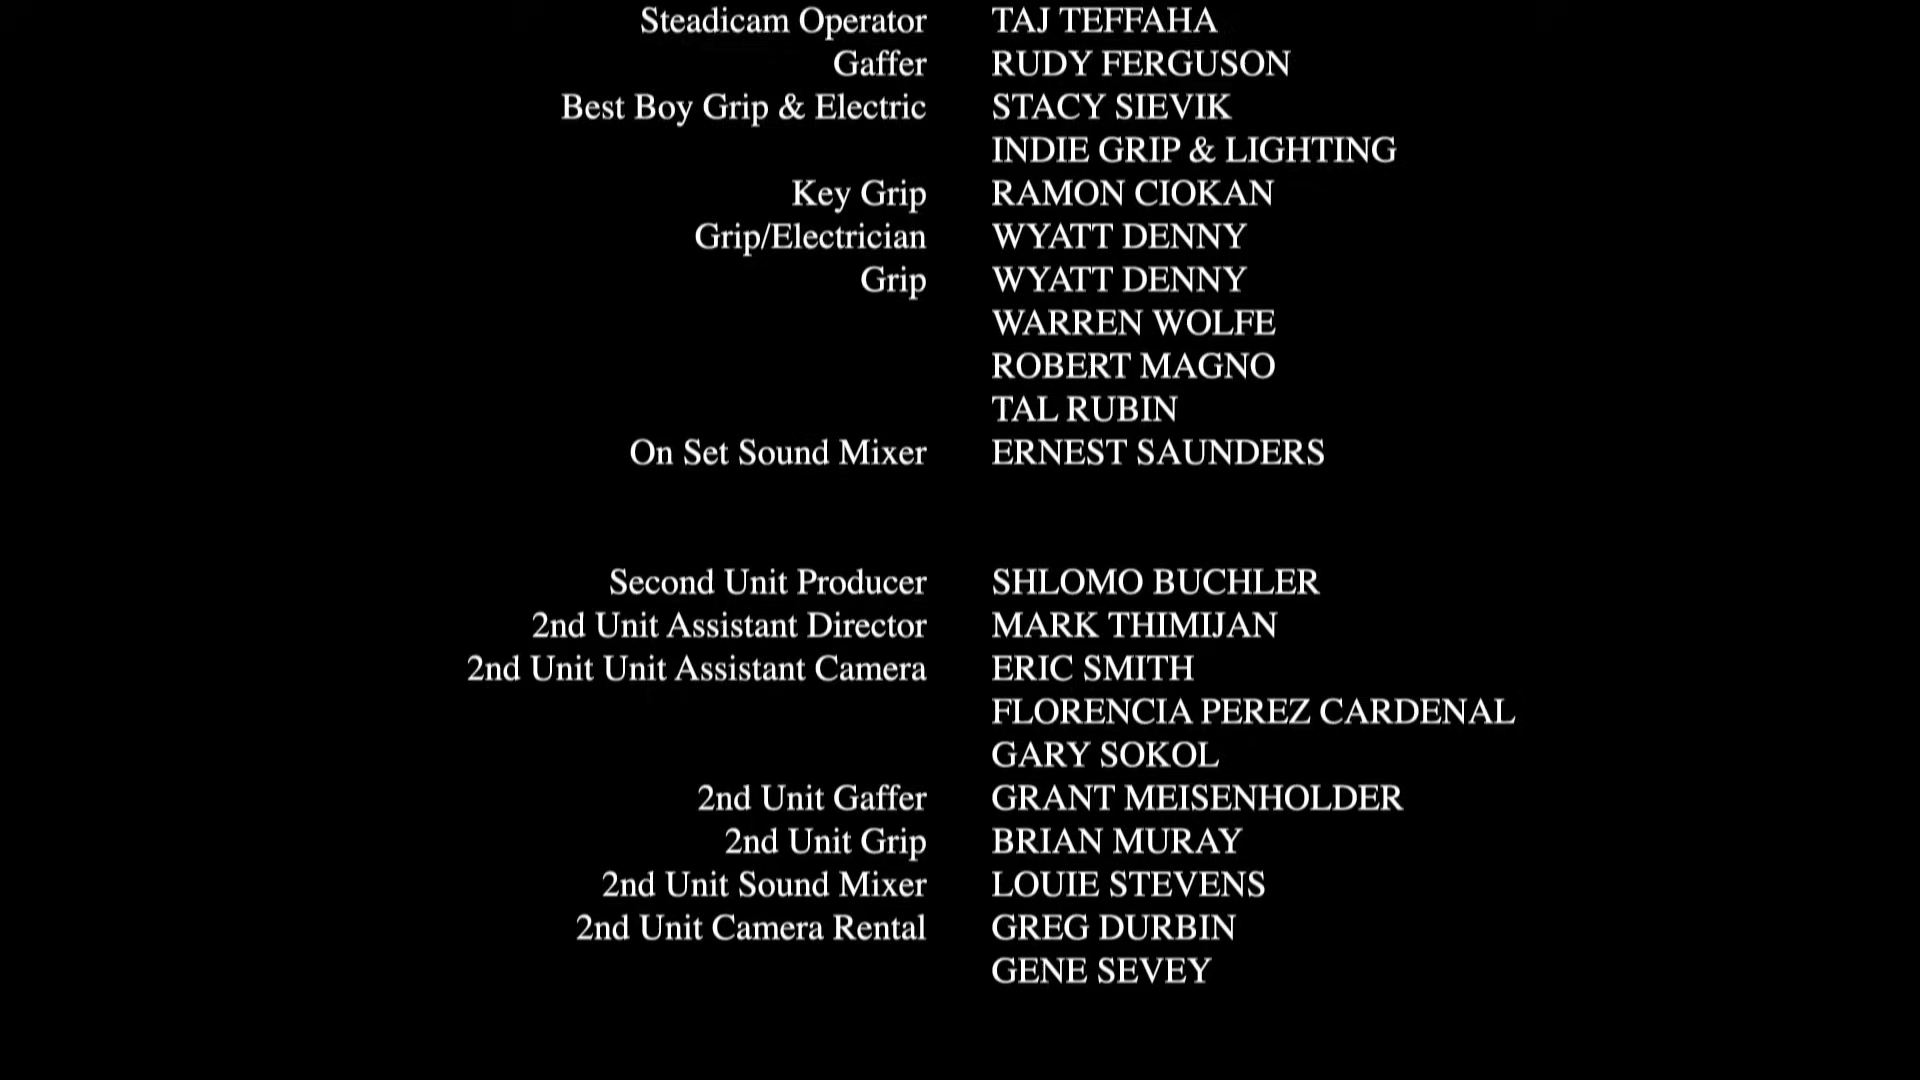 Steadicam Operator TAJ TEFFAHA
Gaffer RUDY FERGUSON
Best Boy Grip & Electric STACY SIEVIK
INDIE GRIP & LIGHTING
Key Grip RAMON CIOKAN
Grip/Electrician WYATT DENNY
Grip WYATT DENNY
WARREN WOLFE
ROBERT MAGNO
TAL RUBIN
On Set Sound Mixer ERNEST SAUNDERS
Second Unit Producer SHLOMO BUCHLER
2nd Unit Assistant Director MARK THIMIJAN
2nd Unit Unit Assistant Camera ERIC SMITH
FLORENCIA PEREZ CARDENAL
GARY SOKOL
2nd Unit Gaffer GRANT MEISENHOLDER
2nd Unit Grip BRIAN MURAY
2nd Unit Sound Mixer LOUIE STEVENS
2nd Unit Camera Rental GREG DURBIN
GENE SEVEY